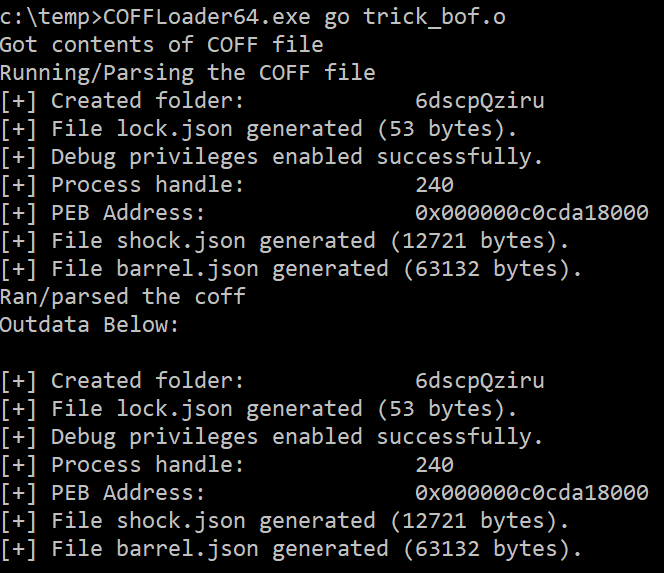 c:\temp>COFFLoader64.exe go trick_bof.o
Got contents of COFF file
Running/Parsing the COFF file
[+] Created folder:          6dscpQziru
[+] File lock.json generated (53 bytes).
[+] Debug privileges enabled successfully.
[+] Process handle:          240
[+] PEB Address:             0x000000c0cda18000
[+] File shock.json generated (12721 bytes).
[+] File barrel.json generated (63132 bytes).
Ran/parsed the coff
Outdata Below:
[+] Created folder:          6dscpQziru
[+] File lock.json generated (53 bytes).
[+] Debug privileges enabled successfully.
[+] Process handle:          240
[+] PEB Address:             0x000000c0cda18000
[+] File shock.json generated (12721 bytes).
[+] File barrel.json generated (63132 bytes).